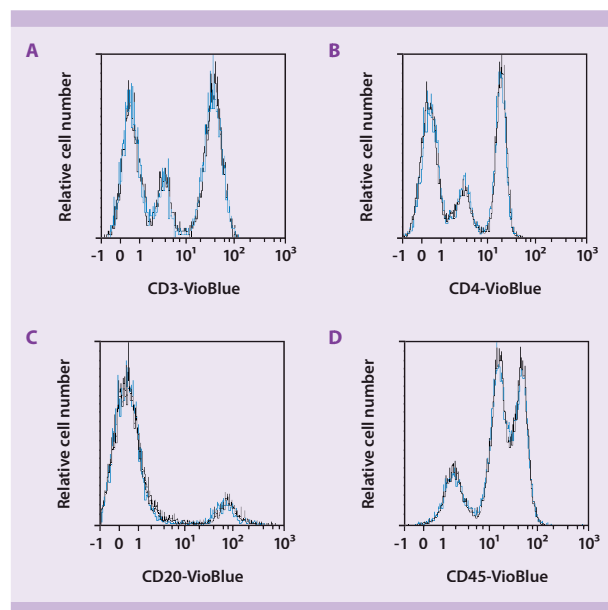 A
Relative cell number
-1 0 1 10¹ 10² 10³
CD3-VioBlue
B
Relative cell number
-1 0 1 10¹ 10² 10³
CD4-VioBlue
C
Relative cell number
-1 0 1 10¹ 10² 10³
CD20-VioBlue
D
Relative cell number
-1 0 1 10¹ 10² 10³
CD45-VioBlue